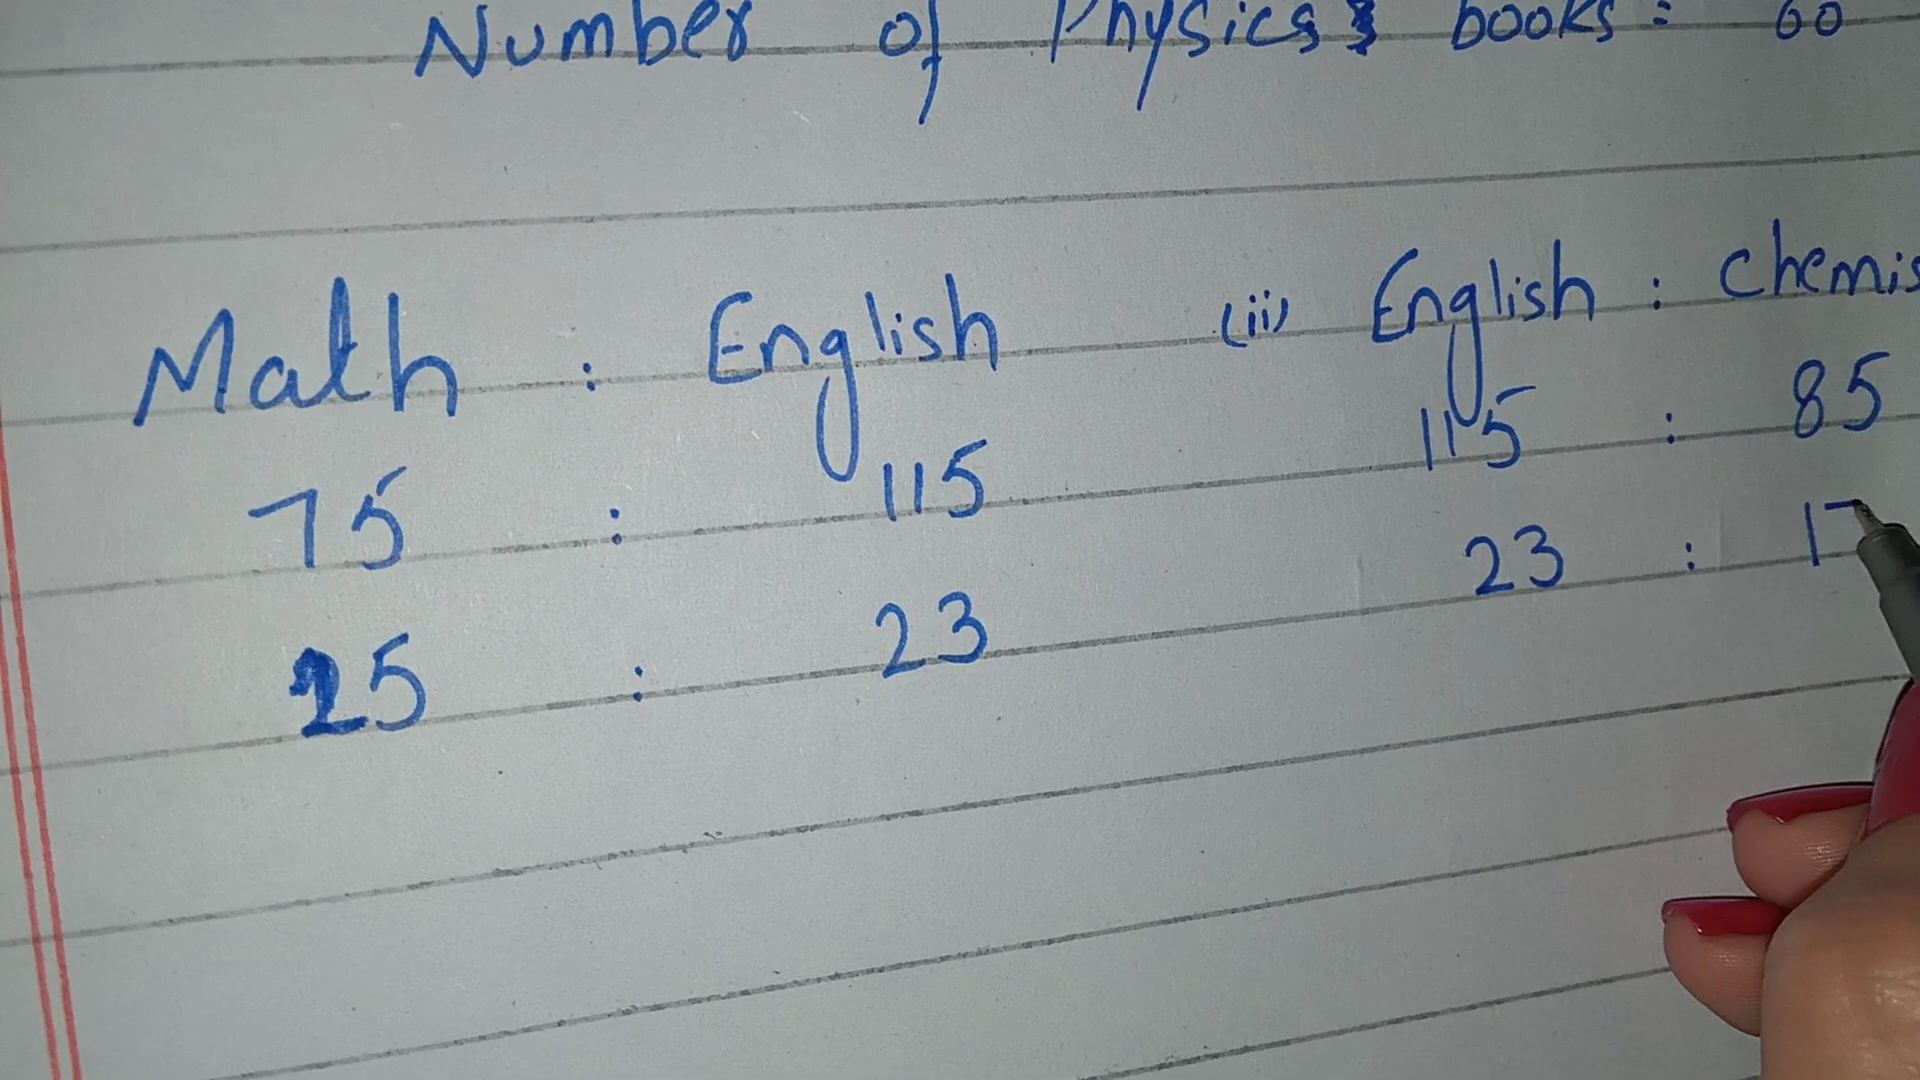 Number of Physics books = 60
Math : English
75 : 115
25 : 23
(ii) English : Chemis
115 : 85
23 : 17